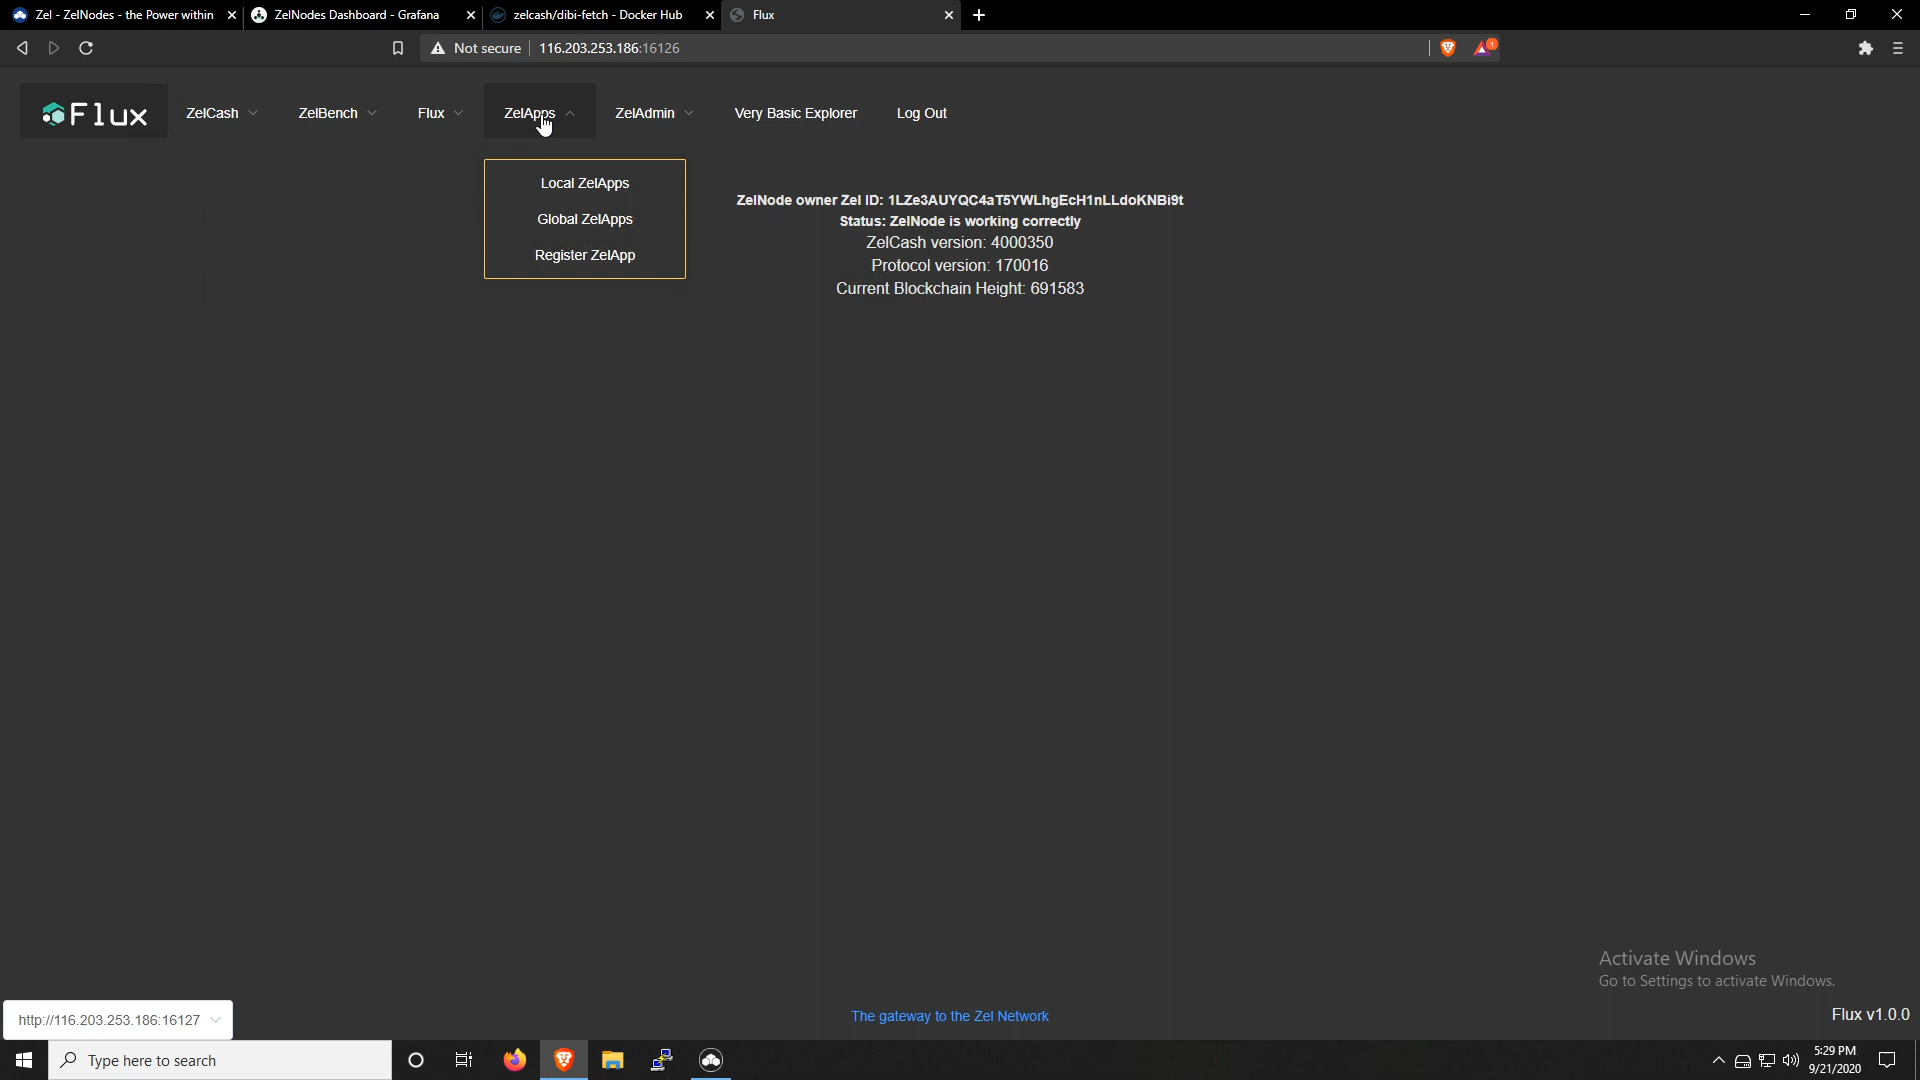 Zel - ZelNodes - the Power within
ZelNodes Dashboard - Grafana
zelcash/dibi-fetch - Docker Hub
Flux
Not secure
116.203.253.186:16126
1
Flux
ZelCash
ZelBench
Flux
ZelApps
ZelAdmin
Very Basic Explorer
Log Out
Local ZelApps
Global ZelApps
Register ZelApp
ZelNode owner Zel ID: 1LZe3AUYQC4aT5YWLhgEcH1nLLdoKNBi9t
Status: ZelNode is working correctly
ZelCash version: 4000350
Protocol version: 170016
Current Blockchain Height: 691583
Activate Windows
Go to Settings to activate Windows.
http://116.203.253.186:16127
The gateway to the Zel Network
Flux v1.0.0
Type here to search
5:29 PM
9/21/2020